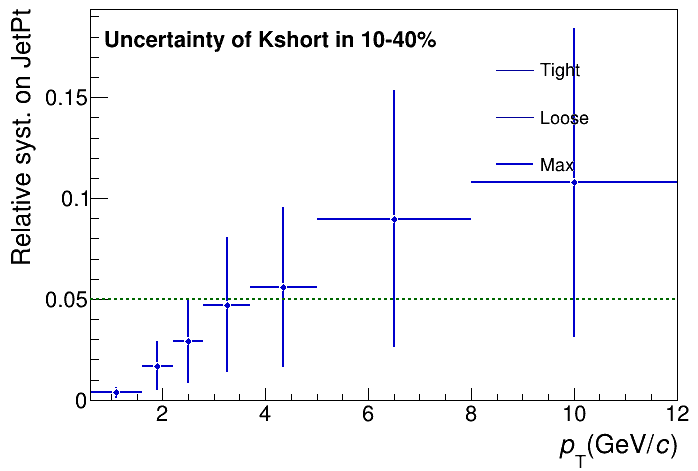 Uncertainty of Kshort in 10-40%
Relative syst. on JetPt
Tight
Loose
Max
0.15
0.1
0.05
0
2 4 6 8 10 12
pT(GeV/c)